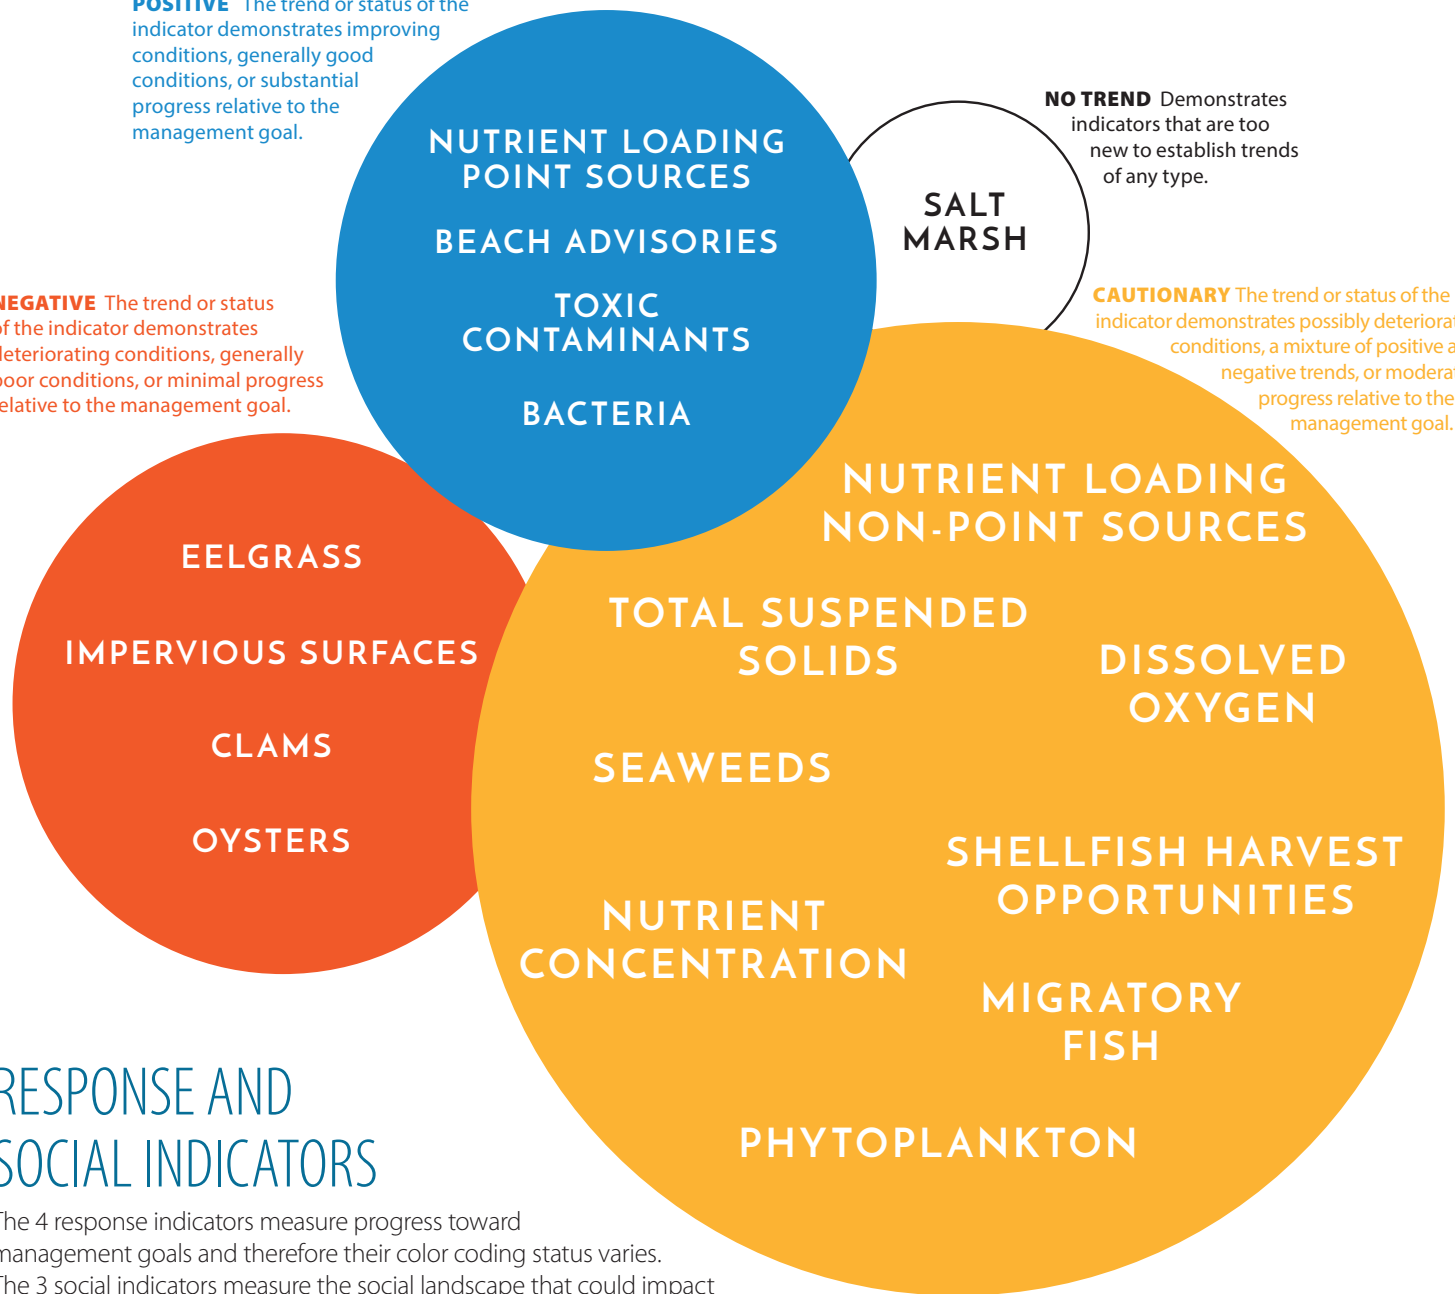 POSITIVE The trend or status of the
indicator demonstrates improving
conditions, generally good
conditions, or substantial
progress relative to the
management goal.
NUTRIENT LOADING
POINT SOURCES
BEACH ADVISORIES
TOXIC
CONTAMINANTS
BACTERIA
NO TREND Demonstrates
indicators that are too
new to establish trends
of any type.
SALT
MARSH
NEGATIVE The trend or status
of the indicator demonstrates
deteriorating conditions, generally
poor conditions, or minimal progress
relative to the management goal.
CAUTIONARY The trend or status of the
indicator demonstrates possibly deteriorat
conditions, a mixture of positive a
negative trends, or moderat
progress relative to the
management goal.
EELGRASS
IMPERVIOUS SURFACES
CLAMS
OYSTERS
NUTRIENT LOADING
NON-POINT SOURCES
TOTAL SUSPENDED
SOLIDS
DISSOLVED
OXYGEN
SEAWEEDS
SHELLFISH HARVEST
OPPORTUNITIES
NUTRIENT
CONCENTRATION
MIGRATORY
FISH
PHYTOPLANKTON
RESPONSE AND
SOCIAL INDICATORS
The 4 response indicators measure progress toward
management goals and therefore their color coding status varies.
The 3 social indicators measure the social landscape that could impact